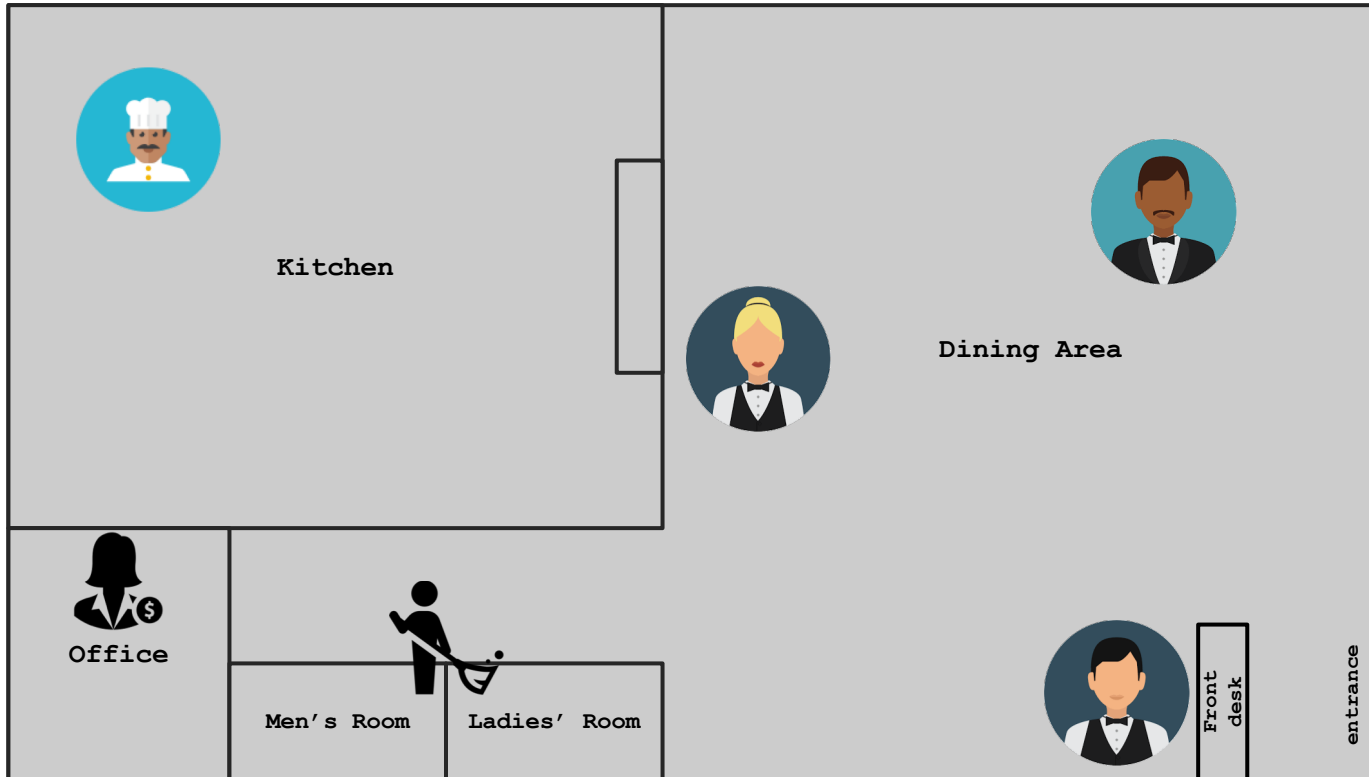 Kitchen
Dining Area
Office
$
Men's Room
Ladies' Room
Front
desk
entrance